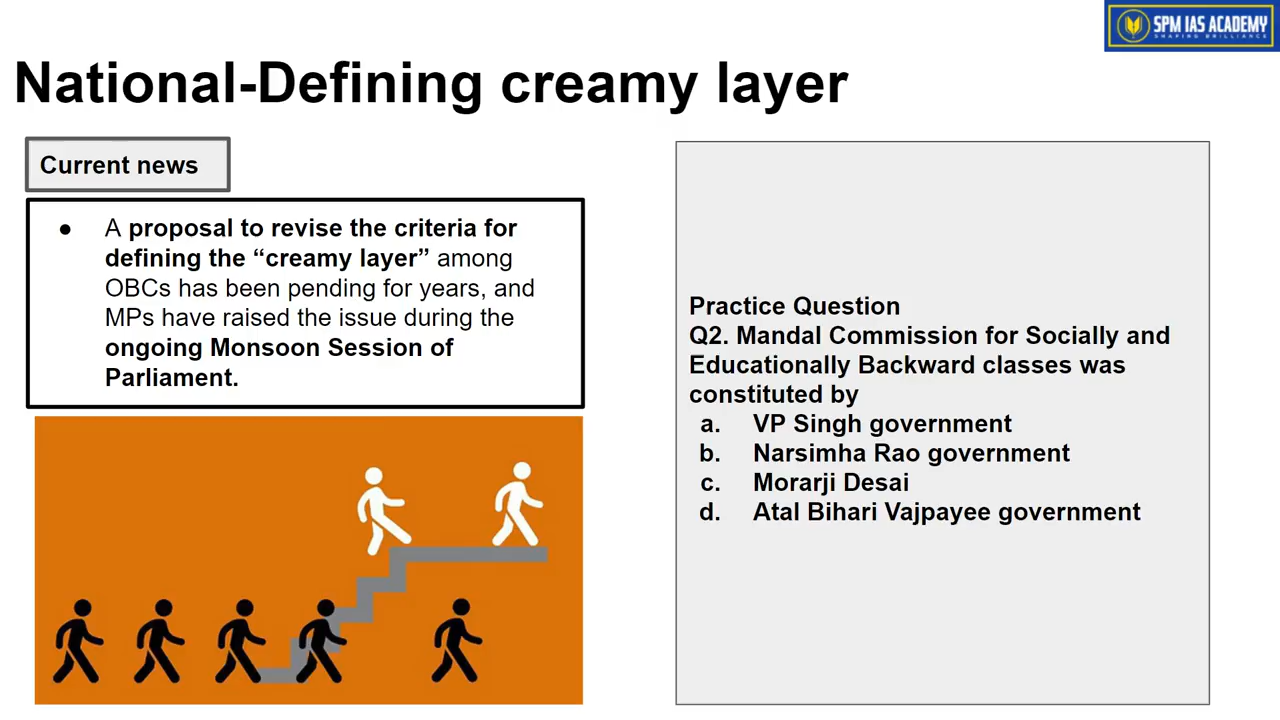 SPM IAS ACADEMY
SHAPING BRILLIANCE
National-Defining creamy layer
Current news
● A proposal to revise the criteria for
defining the “creamy layer” among
OBCs has been pending for years, and
MPs have raised the issue during the
ongoing Monsoon Session of
Parliament.
Practice Question
Q2. Mandal Commission for Socially and
Educationally Backward classes was
constituted by
a. VP Singh government
b. Narsimha Rao government
c. Morarji Desai
d. Atal Bihari Vajpayee government